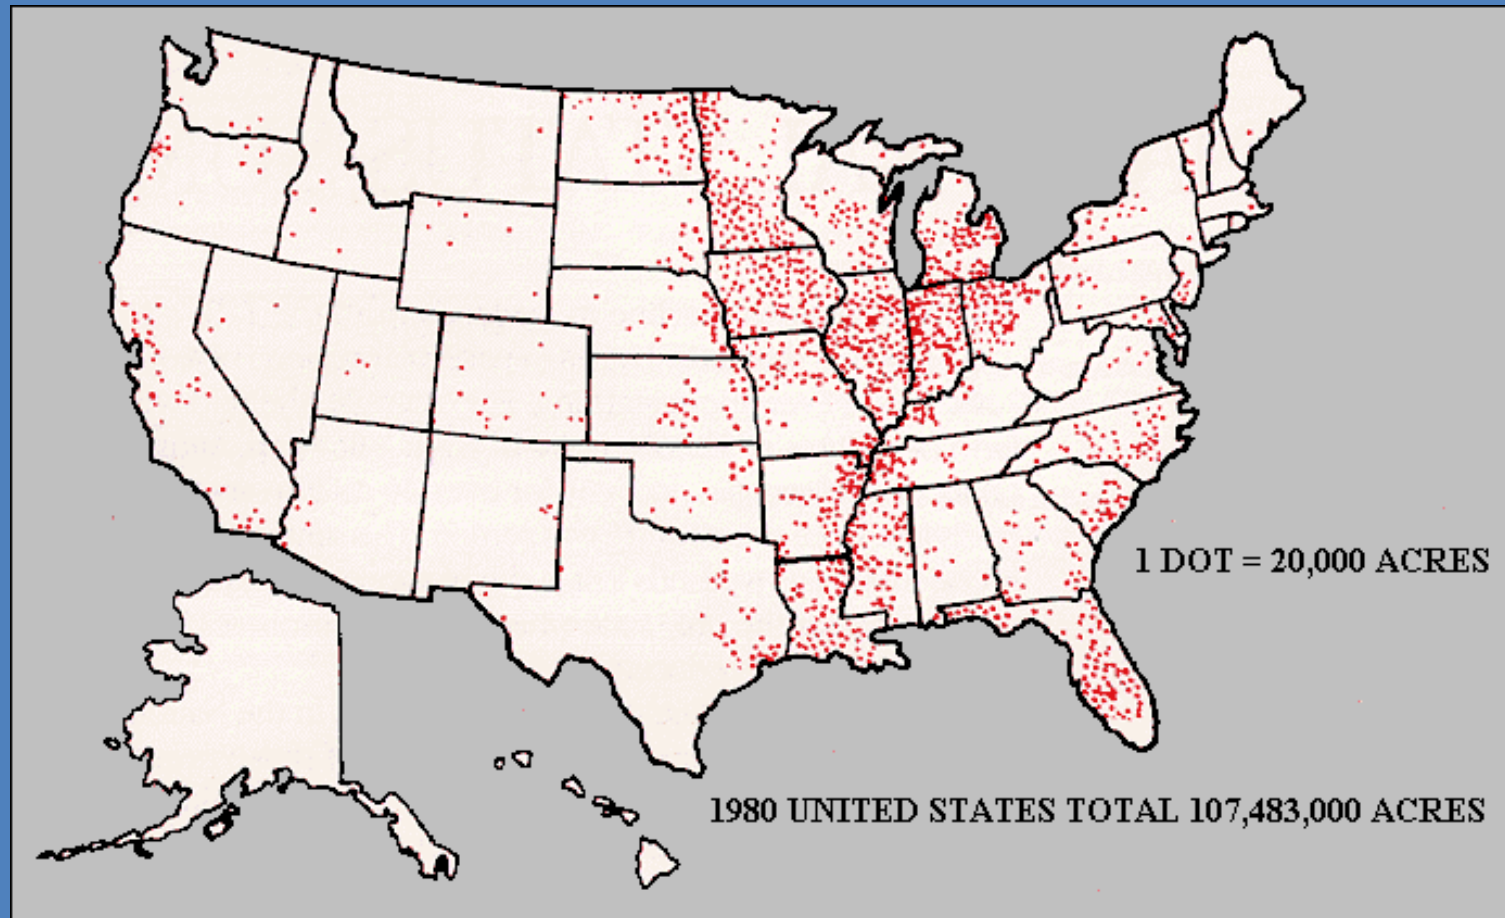 1 DOT = 20,000 ACRES
1980 UNITED STATES TOTAL 107,483,000 ACRES